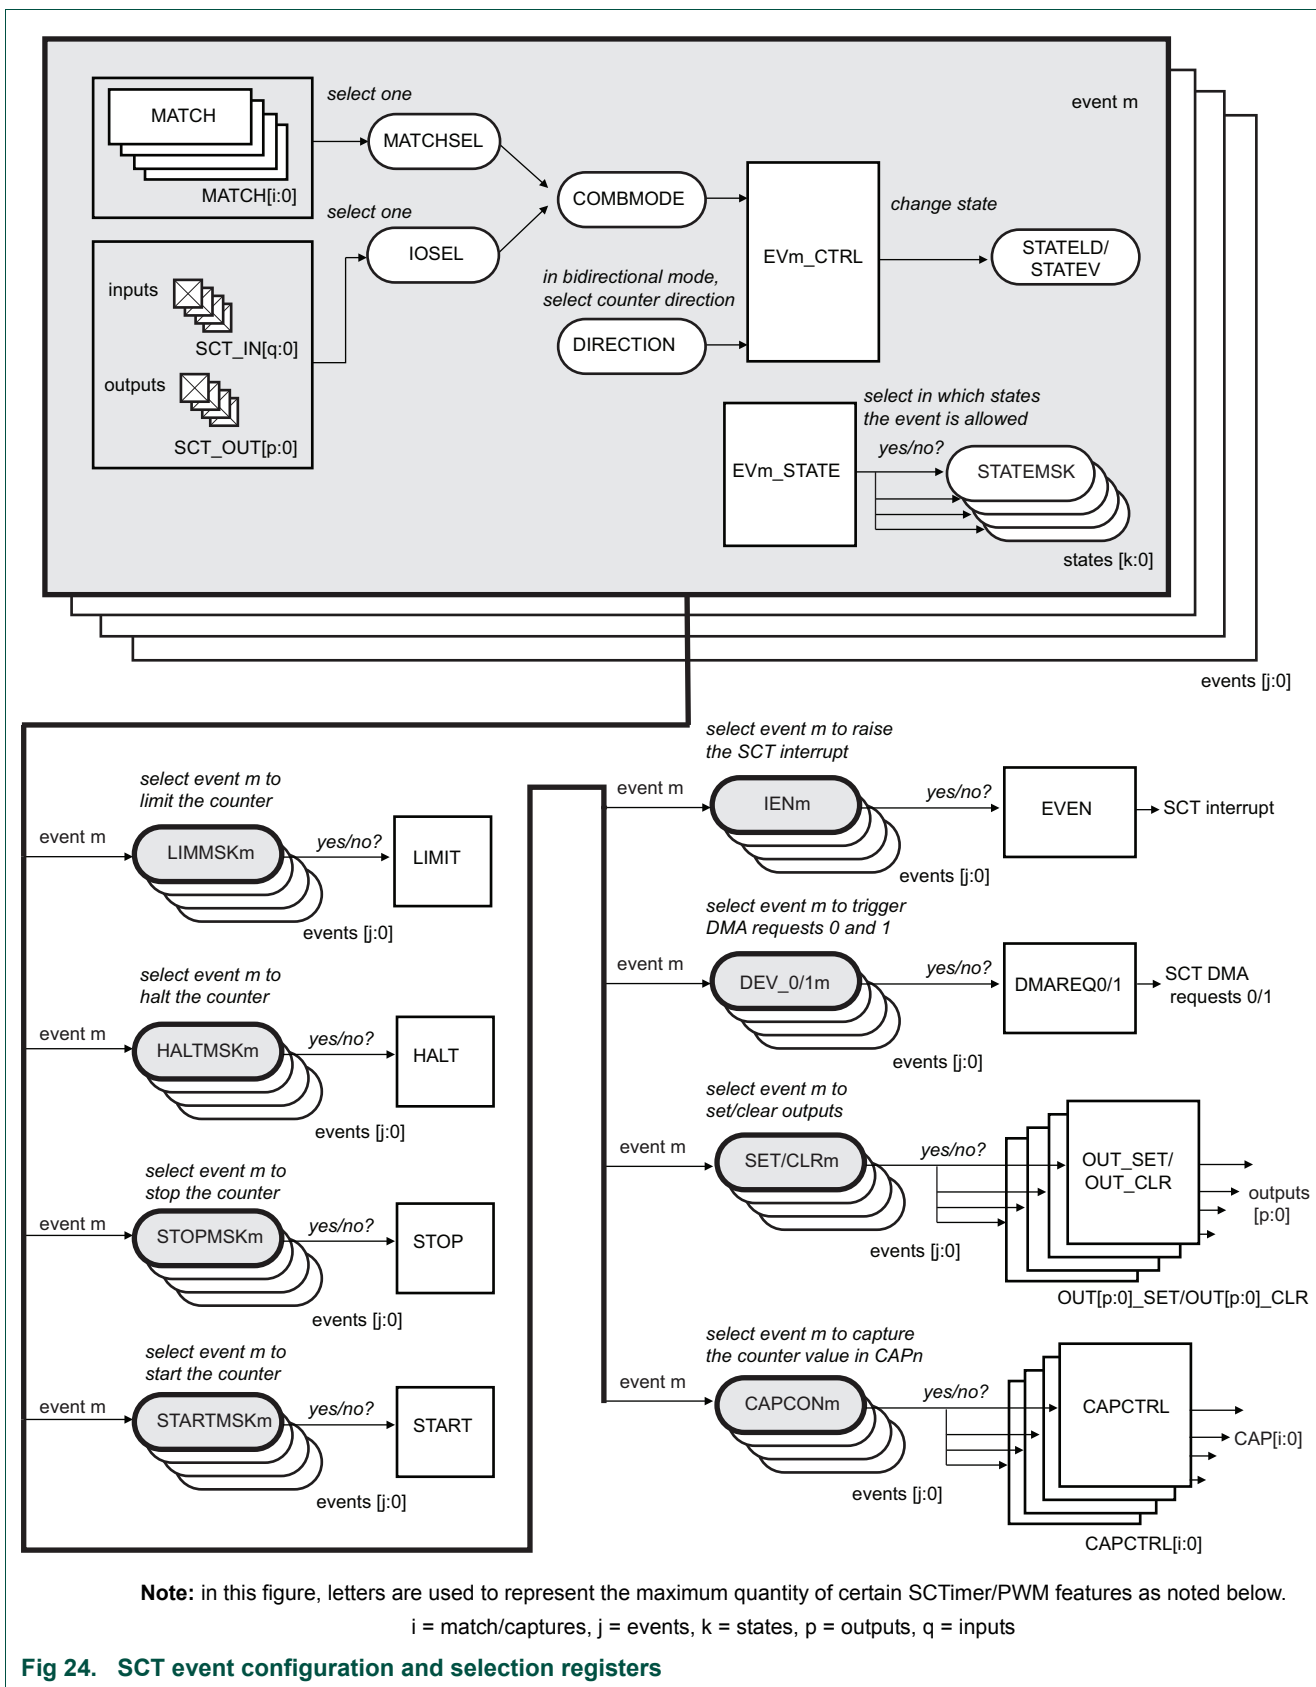 event m
select one
MATCH
MATCHSEL
MATCH[i:0]
select one
COMBMODE
change state
IOSEL
EVm_CTRL
STATELD/
STATEV
inputs
in bidirectional mode,
select counter direction
SCT_IN[q:0]
DIRECTION
outputs
SCT_OUT[p:0]
select in which states
the event is allowed
yes/no?
EVm_STATE
STATEMSK
states [k:0]
events [j:0]
select event m to
limit the counter
event m
LIMMSKm
yes/no?
LIMIT
events [j:0]
select event m to
halt the counter
event m
HALTMSKm
yes/no?
HALT
events [j:0]
select event m to
stop the counter
event m
STOPMSKm
yes/no?
STOP
events [j:0]
select event m to
start the counter
event m
STARTMSKm
yes/no?
START
events [j:0]
select event m to raise
the SCT interrupt
event m
IENm
yes/no?
EVEN
SCT interrupt
events [j:0]
select event m to trigger
DMA requests 0 and 1
event m
DEV_0/1m
yes/no?
DMAREQ0/1
SCT DMA
requests 0/1
events [j:0]
select event m to
set/clear outputs
event m
SET/CLRm
yes/no?
OUT_SET/
OUT_CLR
outputs
[p:0]
events [j:0]
OUT[p:0]_SET/OUT[p:0]_CLR
select event m to capture
the counter value in CAPn
event m
CAPCONm
yes/no?
CAPCTRL
CAP[i:0]
events [j:0]
CAPCTRL[i:0]
Note: in this figure, letters are used to represent the maximum quantity of certain SCTimer/PWM features as noted below.
i = match/captures, j = events, k = states, p = outputs, q = inputs
Fig 24. SCT event configuration and selection registers